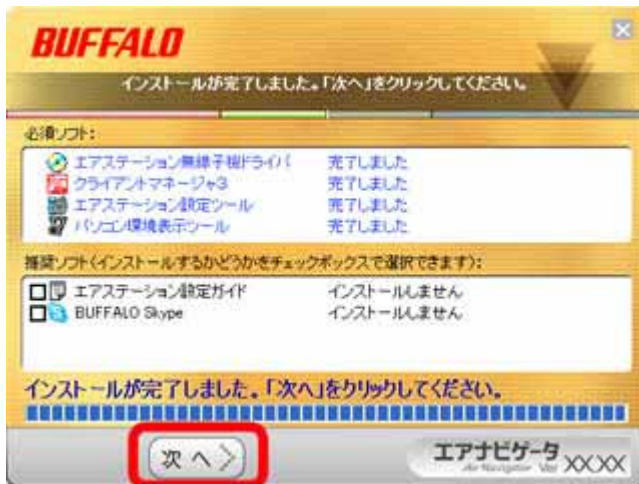 BUFFALO
インストールが完了しました。「次へ」をクリックしてください。
必須ソフト:
エアステーション無線子機ドライバ 完了しました
クライアントマネージャ3 完了しました
エアステーション設定ツール 完了しました
パソコン環境表示ツール 完了しました
推奨ソフト(インストールするかどうかをチェックボックスで選択できます):
エアステーション設定ガイド インストールしません
BUFFALO Skype インストールしません
インストールが完了しました。「次へ」をクリックしてください。
次へ
エアナビゲータ
Air Navigator Ver XX.XX